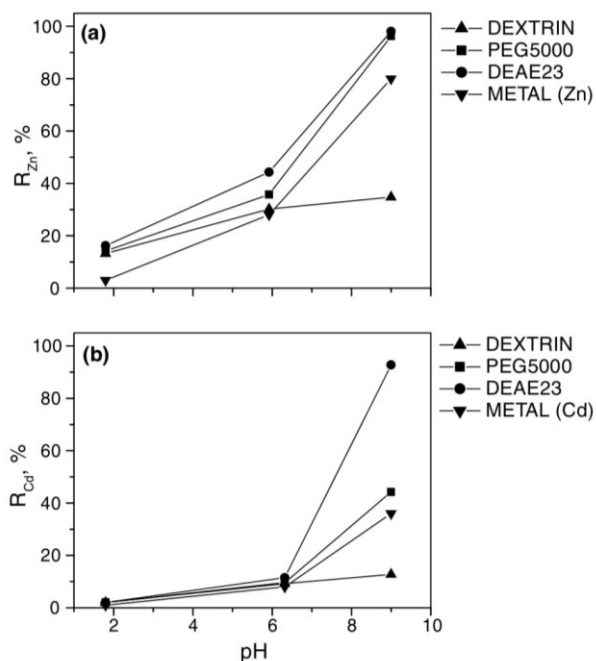 (a)
100
80
60
40
20
0
R_Zn, %
DEXTRIN
PEG5000
DEAE23
METAL (Zn)
(b)
100
80
60
40
20
0
R_Cd, %
DEXTRIN
PEG5000
DEAE23
METAL (Cd)
2 4 6 8 10
pH